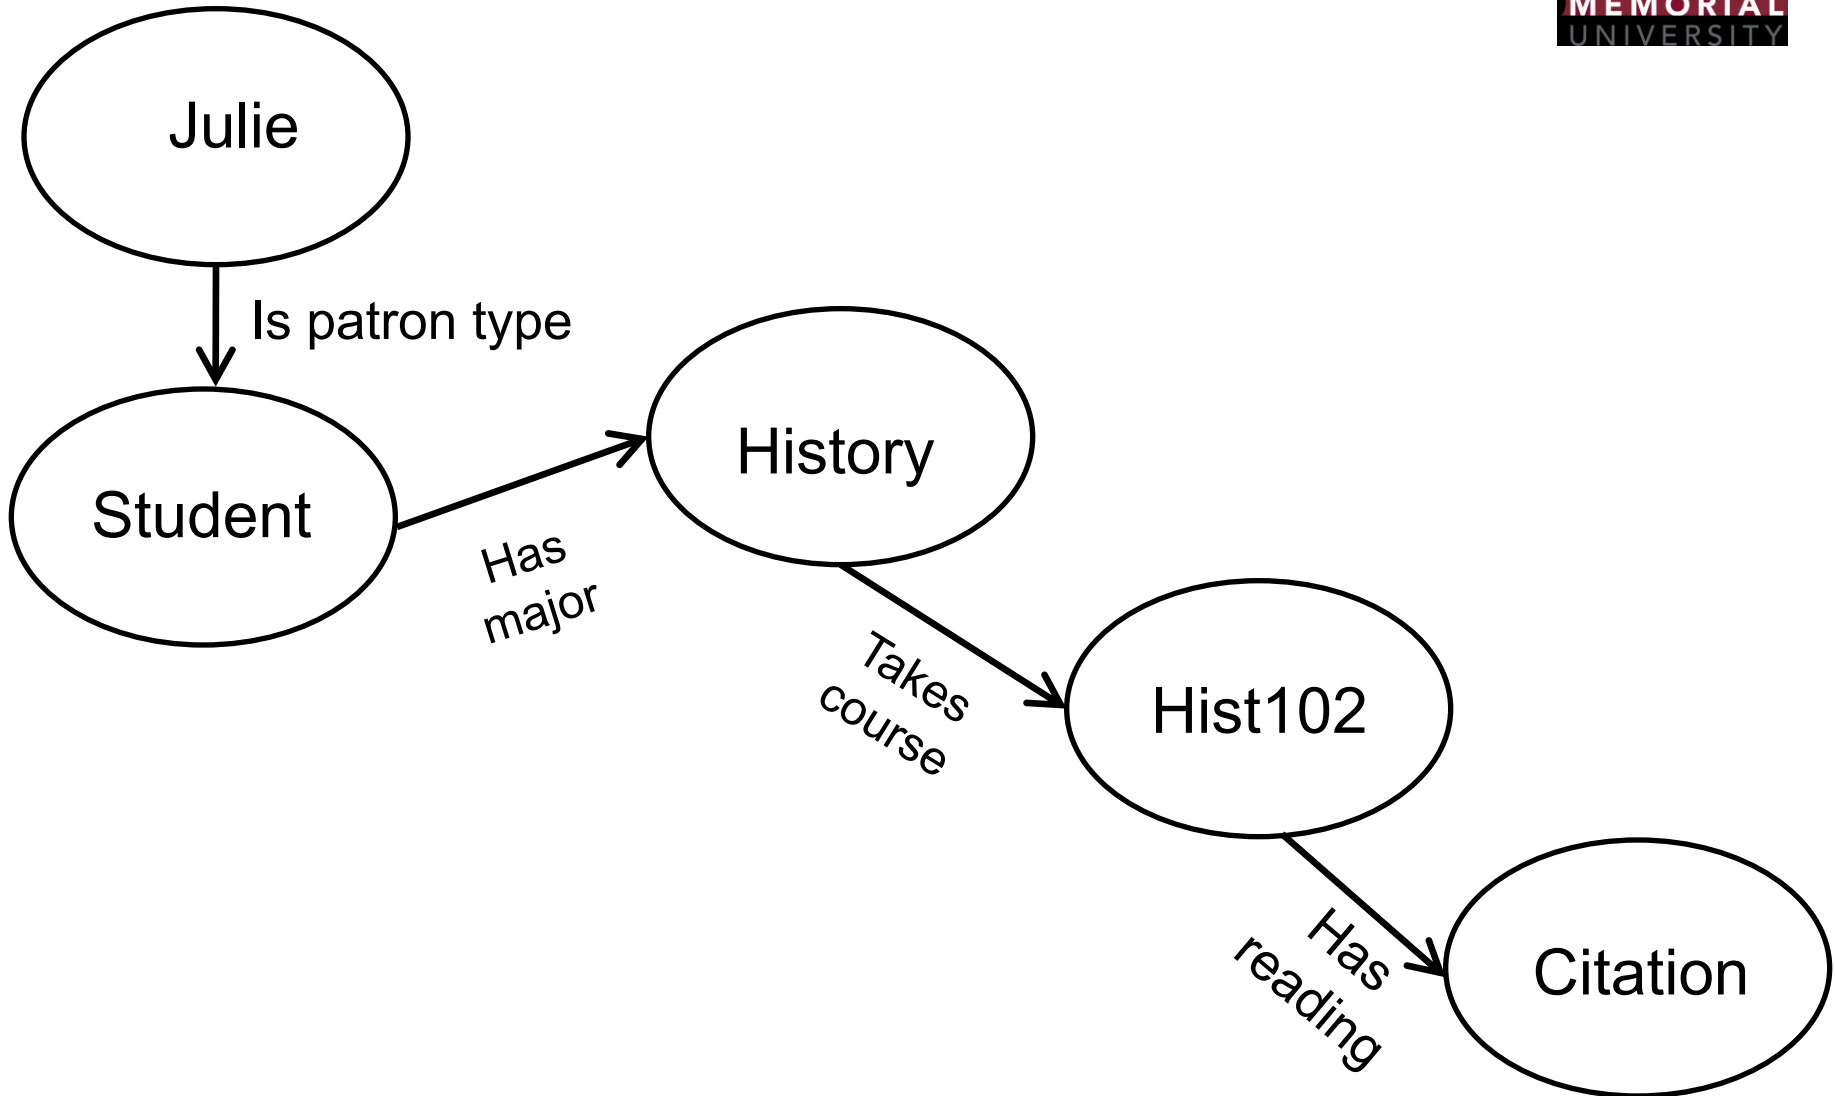 MEMORIAL
UNIVERSITY
Julie
Is patron type
Student
Has
major
History
Takes
course
Hist102
Has
reading
Citation